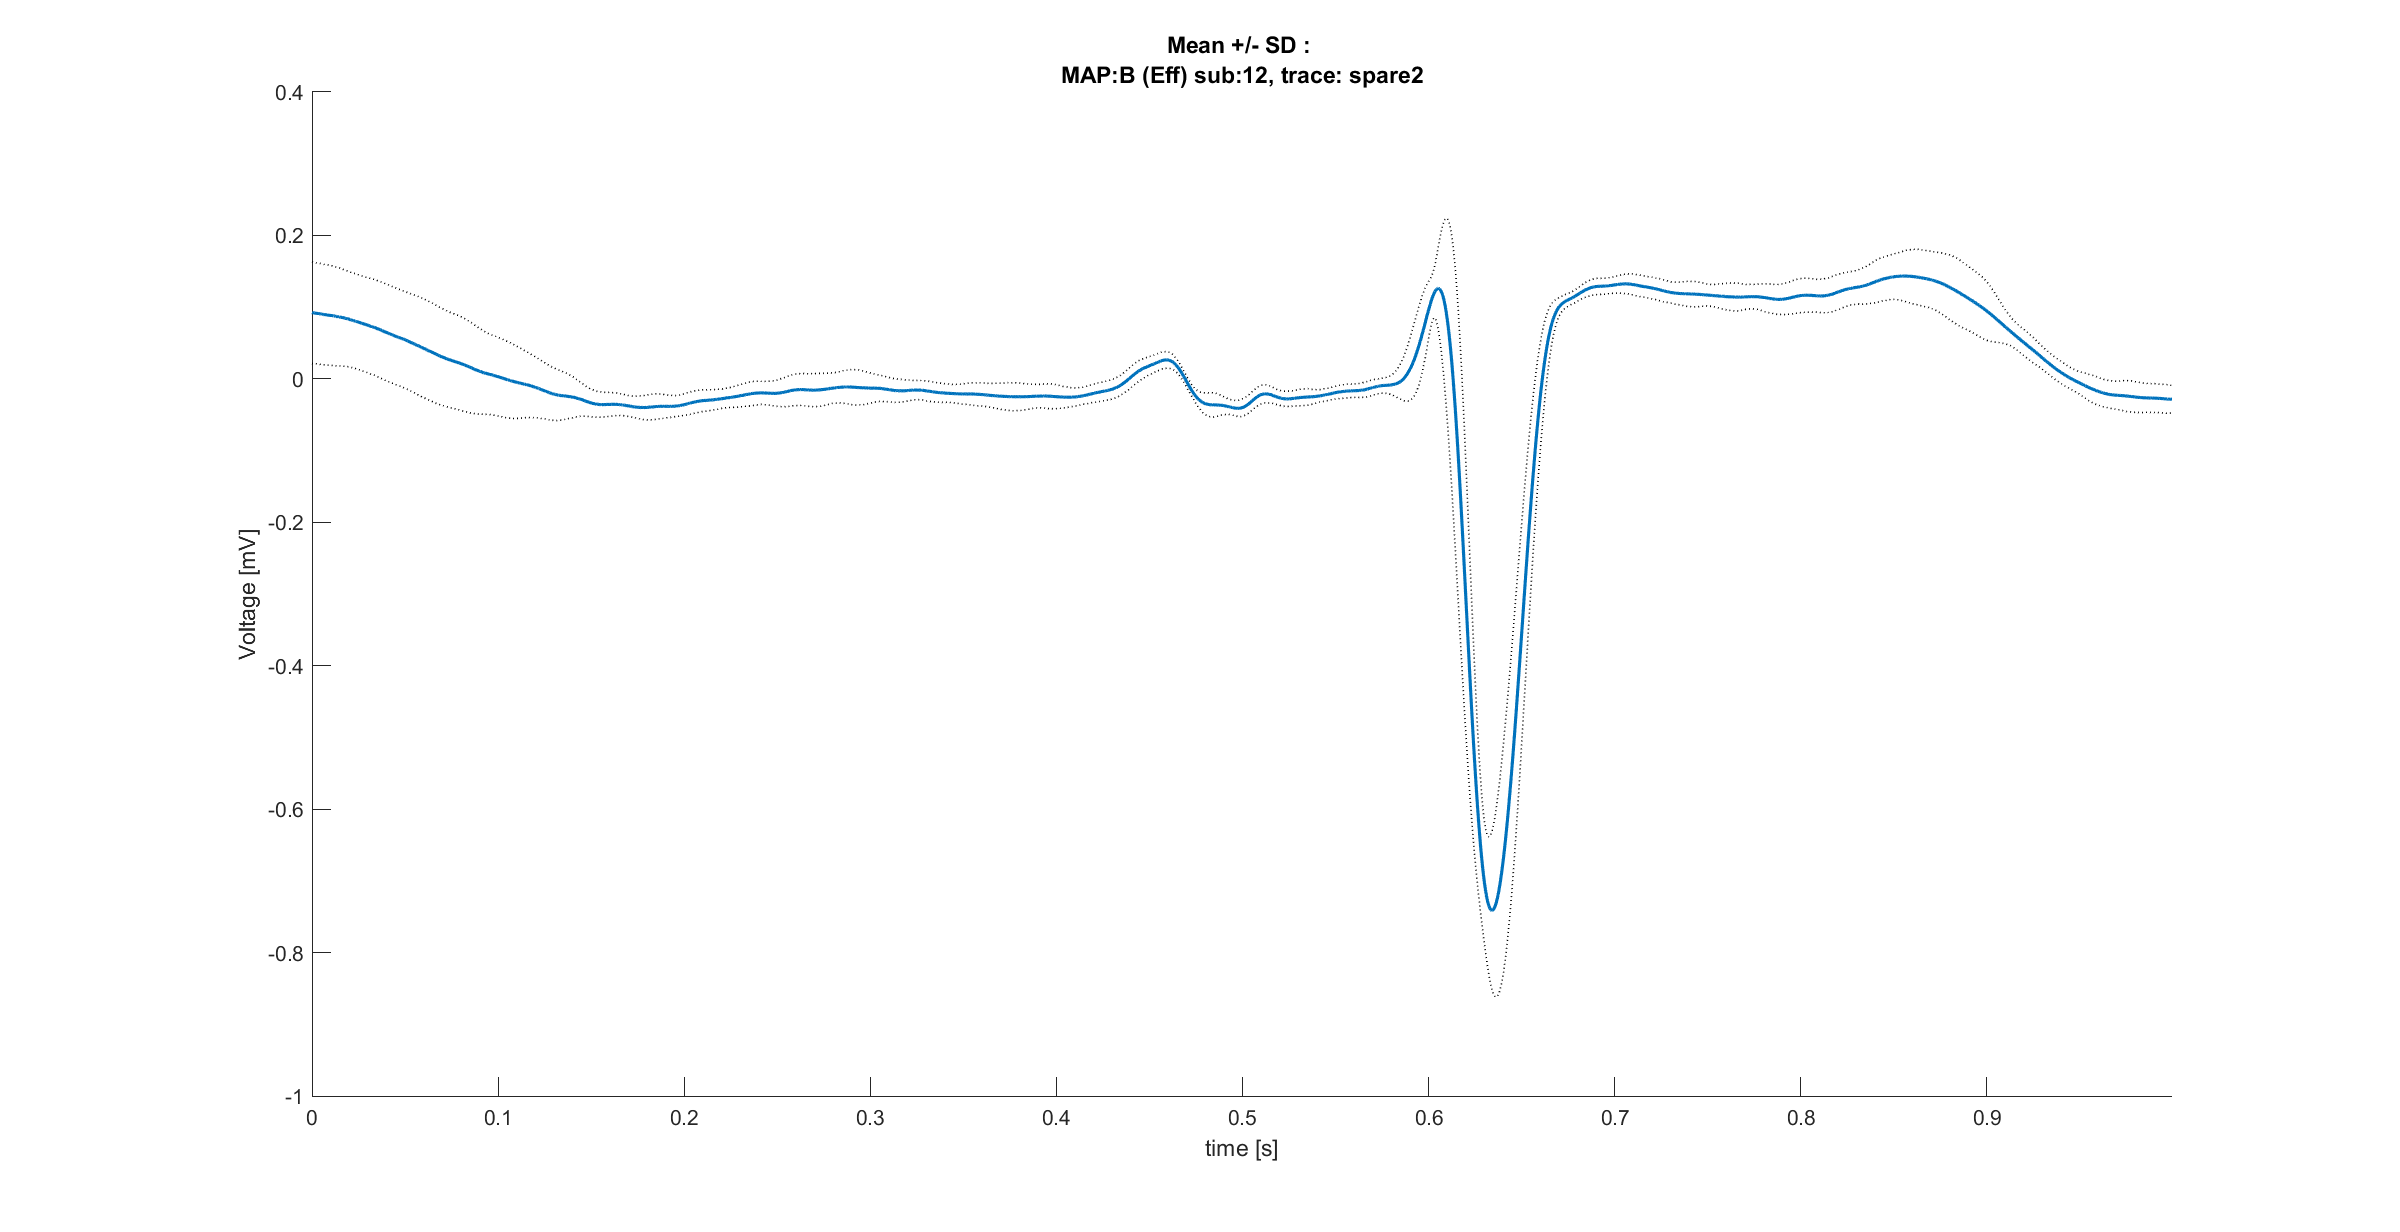 Mean +/- SD :
MAP:B (Eff) sub:12, trace: spare2
0.4
0.2
0
-0.2
-0.4
-0.6
-0.8
-1
Voltage [mV]
0 0.1 0.2 0.3 0.4 0.5 0.6 0.7 0.8 0.9
time [s]